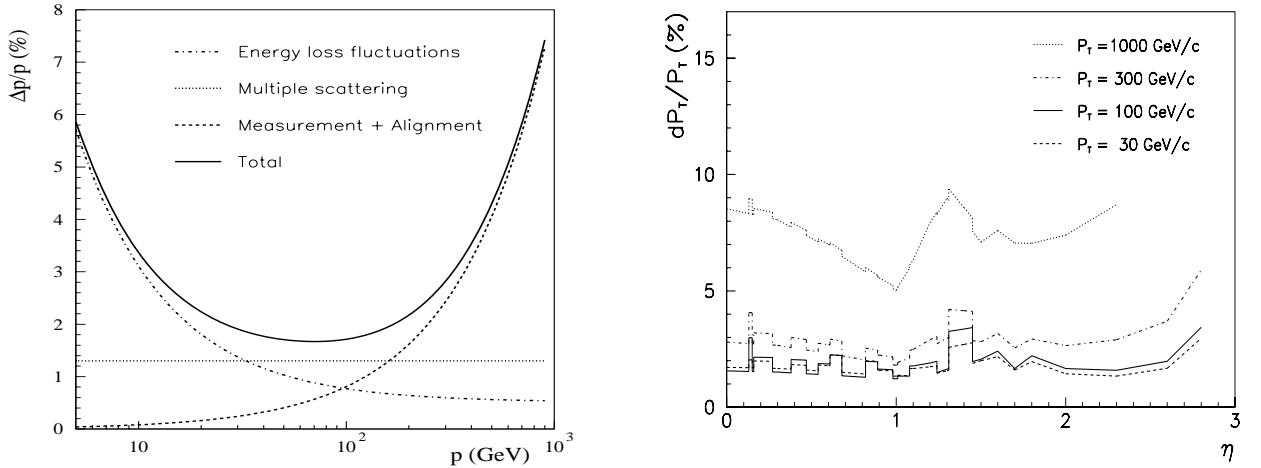 Δp/p (%)
8
7
6
5
4
3
2
1
0
Energy loss fluctuations
Multiple scattering
Measurement + Alignment
Total
10
10²
10³
p (GeV)
dP_T/P_T (%)
15
10
5
0
P_T =1000 GeV/c
P_T = 300 GeV/c
P_T = 100 GeV/c
P_T = 30 GeV/c
0
1
2
3
η